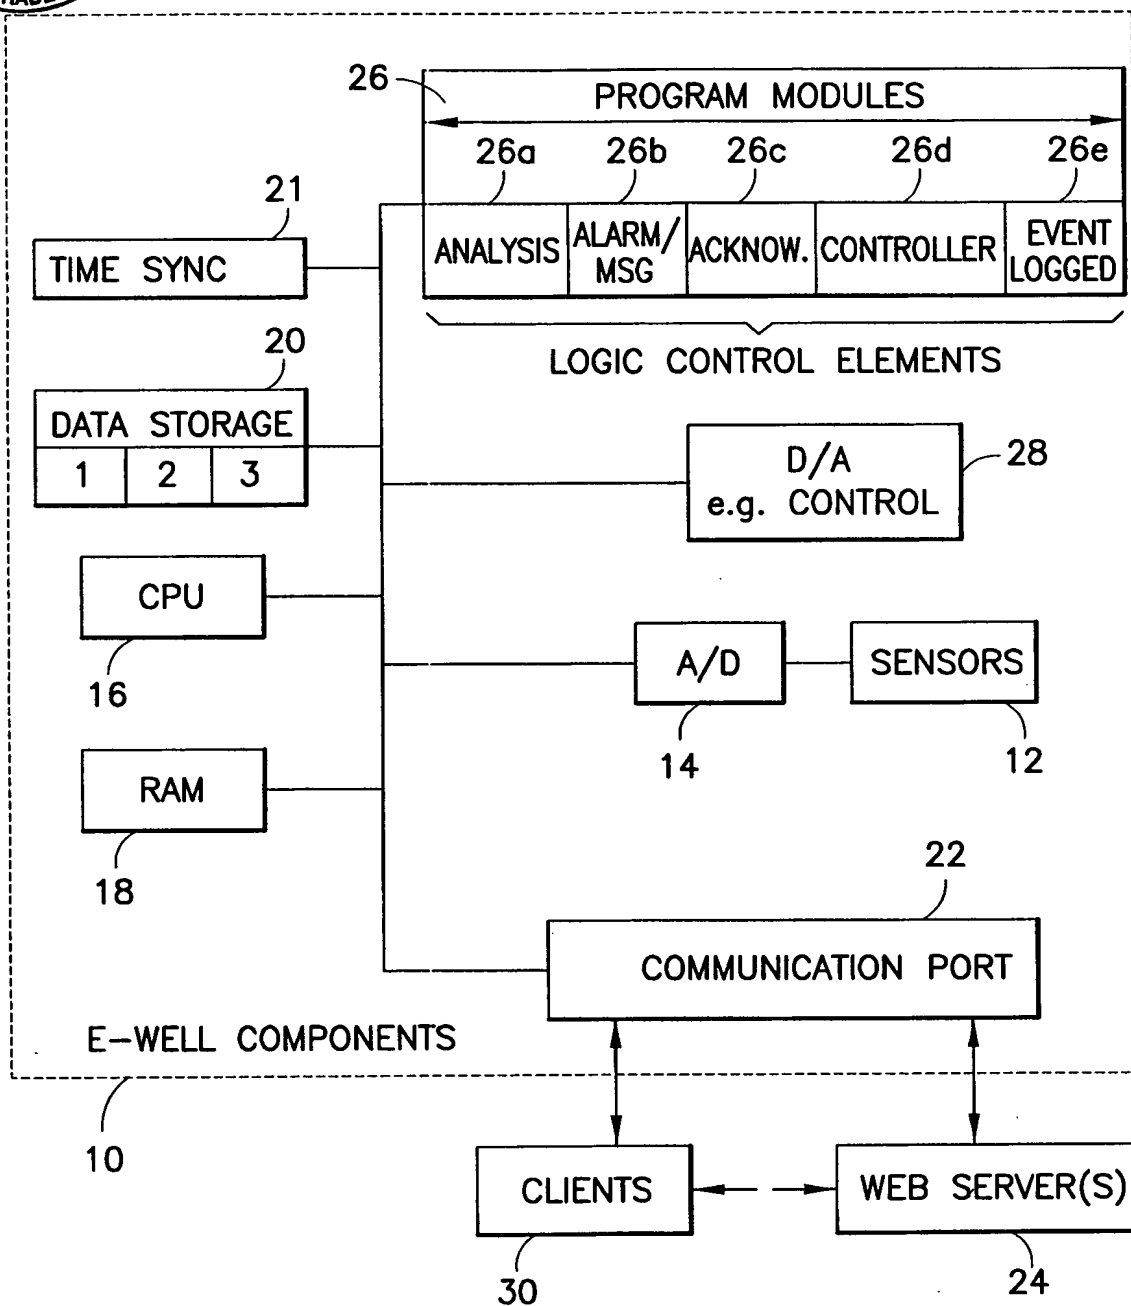 26
PROGRAM MODULES
26a 26b 26c 26d 26e
ANALYSIS
ALARM/
MSG
ACKNOW.
CONTROLLER
EVENT
LOGGED
LOGIC CONTROL ELEMENTS
21
TIME SYNC
20
DATA STORAGE
1 2 3
D/A
e.g. CONTROL
28
CPU
16
A/D
14
SENSORS
12
RAM
18
22
COMMUNICATION PORT
E-WELL COMPONENTS
10
CLIENTS
30
WEB SERVER(S)
24